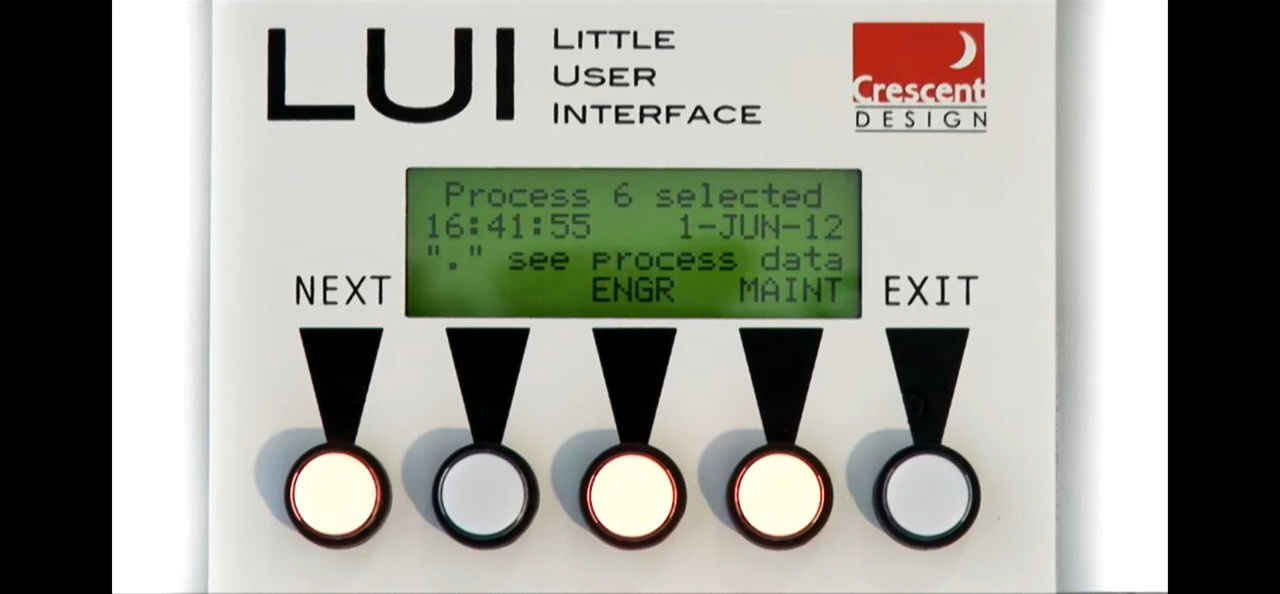 LUI
LITTLE
USER
INTERFACE
Crescent
DESIGN
Process 6 selected
16:41:55 1-JUN-12
"." see process data
ENGR MAINT
NEXT
EXIT